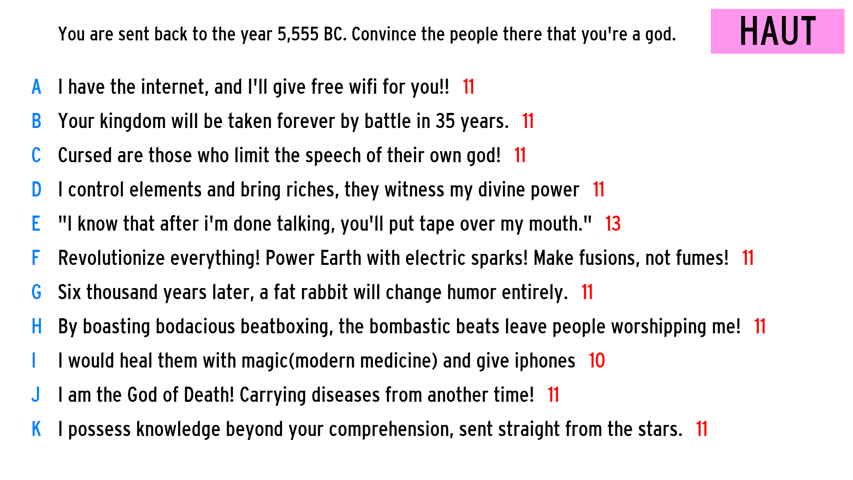 You are sent back to the year 5,555 BC. Convince the people there that you're a god.
HAUT
A I have the internet, and I'll give free wifi for you!! 11
B Your kingdom will be taken forever by battle in 35 years. 11
C Cursed are those who limit the speech of their own god! 11
D I control elements and bring riches, they witness my divine power 11
E "I know that after i'm done talking, you'll put tape over my mouth." 13
F Revolutionize everything! Power Earth with electric sparks! Make fusions, not fumes! 11
G Six thousand years later, a fat rabbit will change humor entirely. 11
H By boasting bodacious beatboxing, the bombastic beats leave people worshipping me! 11
I I would heal them with magic(modern medicine) and give iphones 10
J I am the God of Death! Carrying diseases from another time! 11
K I possess knowledge beyond your comprehension, sent straight from the stars. 11